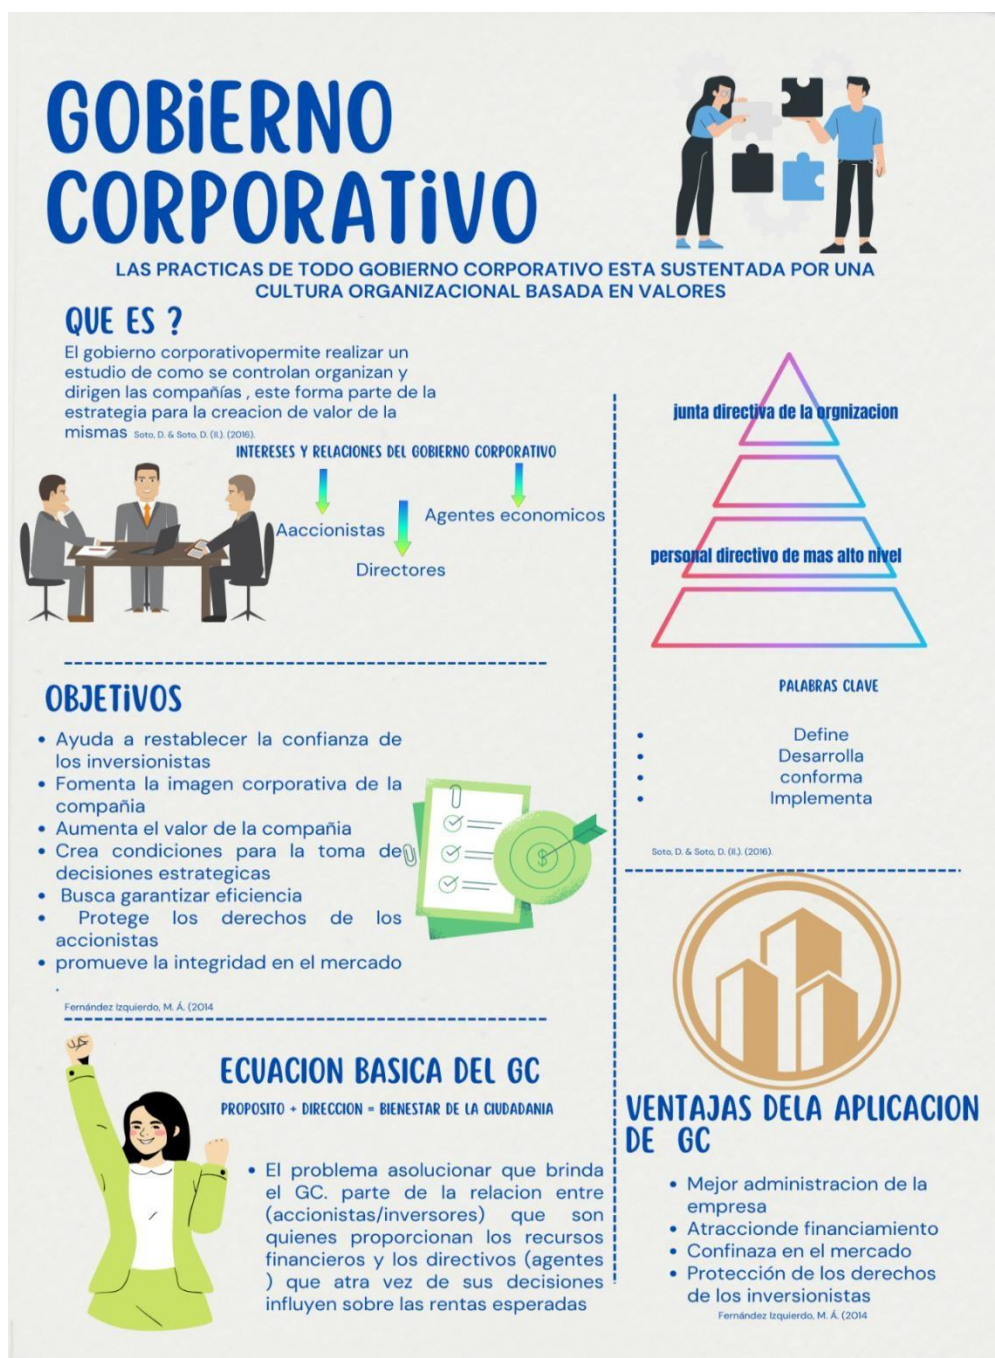 GOBiERNO
CORPORATiVO
LAS PRACTICAS DE TODO GOBIERNO CORPORATIVO ESTA SUSTENTADA POR UNA
CULTURA ORGANIZACIONAL BASADA EN VALORES
QUE ES ?
El gobierno corporativopermite realizar un
estudio de como se controlan organizan y
dirigen las compañías , este forma parte de la
estrategia para la creacion de valor de la
mismas Soto, D. & Soto, D. (II.). (2016).
INTERESES Y RELACIONES DEL GOBIERNO CORPORATIVO
Aaccionistas
Agentes economicos
Directores
junta directiva de la orgnizacion
personal directivo de mas alto nivel
PALABRAS CLAVE
• Define
• Desarrolla
• conforma
• Implementa
Soto, D. & Soto, D. (II.). (2016).
OBJETiVOS
• Ayuda a restablecer la confianza de
los inversionistas
• Fomenta la imagen corporativa de la
compañia
• Aumenta el valor de la compañia
• Crea condiciones para la toma de
decisiones estrategicas
• Busca garantizar eficiencia
• Protege los derechos de los
accionistas
• promueve la integridad en el mercado
.
Fernández Izquierdo, M. Á. (2014
$
ECUACION BASICA DEL GC
PROPOSITO + DIRECCION = BIENESTAR DE LA CIUDADANIA
• El problema asolucionar que brinda
el GC. parte de la relacion entre
(accionistas/inversores) que son
quienes proporcionan los recursos
financieros y los directivos (agentes
) que atra vez de sus decisiones
influyen sobre las rentas esperadas
VENTAJAS DELA APLICACION
DE GC
• Mejor administracion de la
empresa
• Atraccionde financiamiento
• Confinaza en el mercado
• Protección de los derechos
de los inversionistas
Fernández Izquierdo, M. Á. (2014